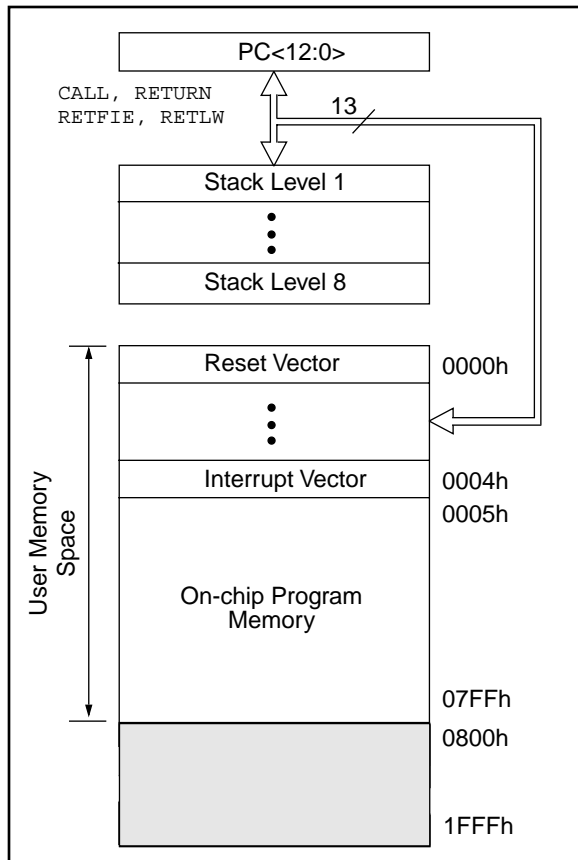 PC<12:0>
CALL, RETURN
RETFIE, RETLW
13
Stack Level 1
Stack Level 8
Reset Vector
0000h
Interrupt Vector
0004h
0005h
User Memory
Space
On-chip Program
Memory
07FFh
0800h
1FFFh